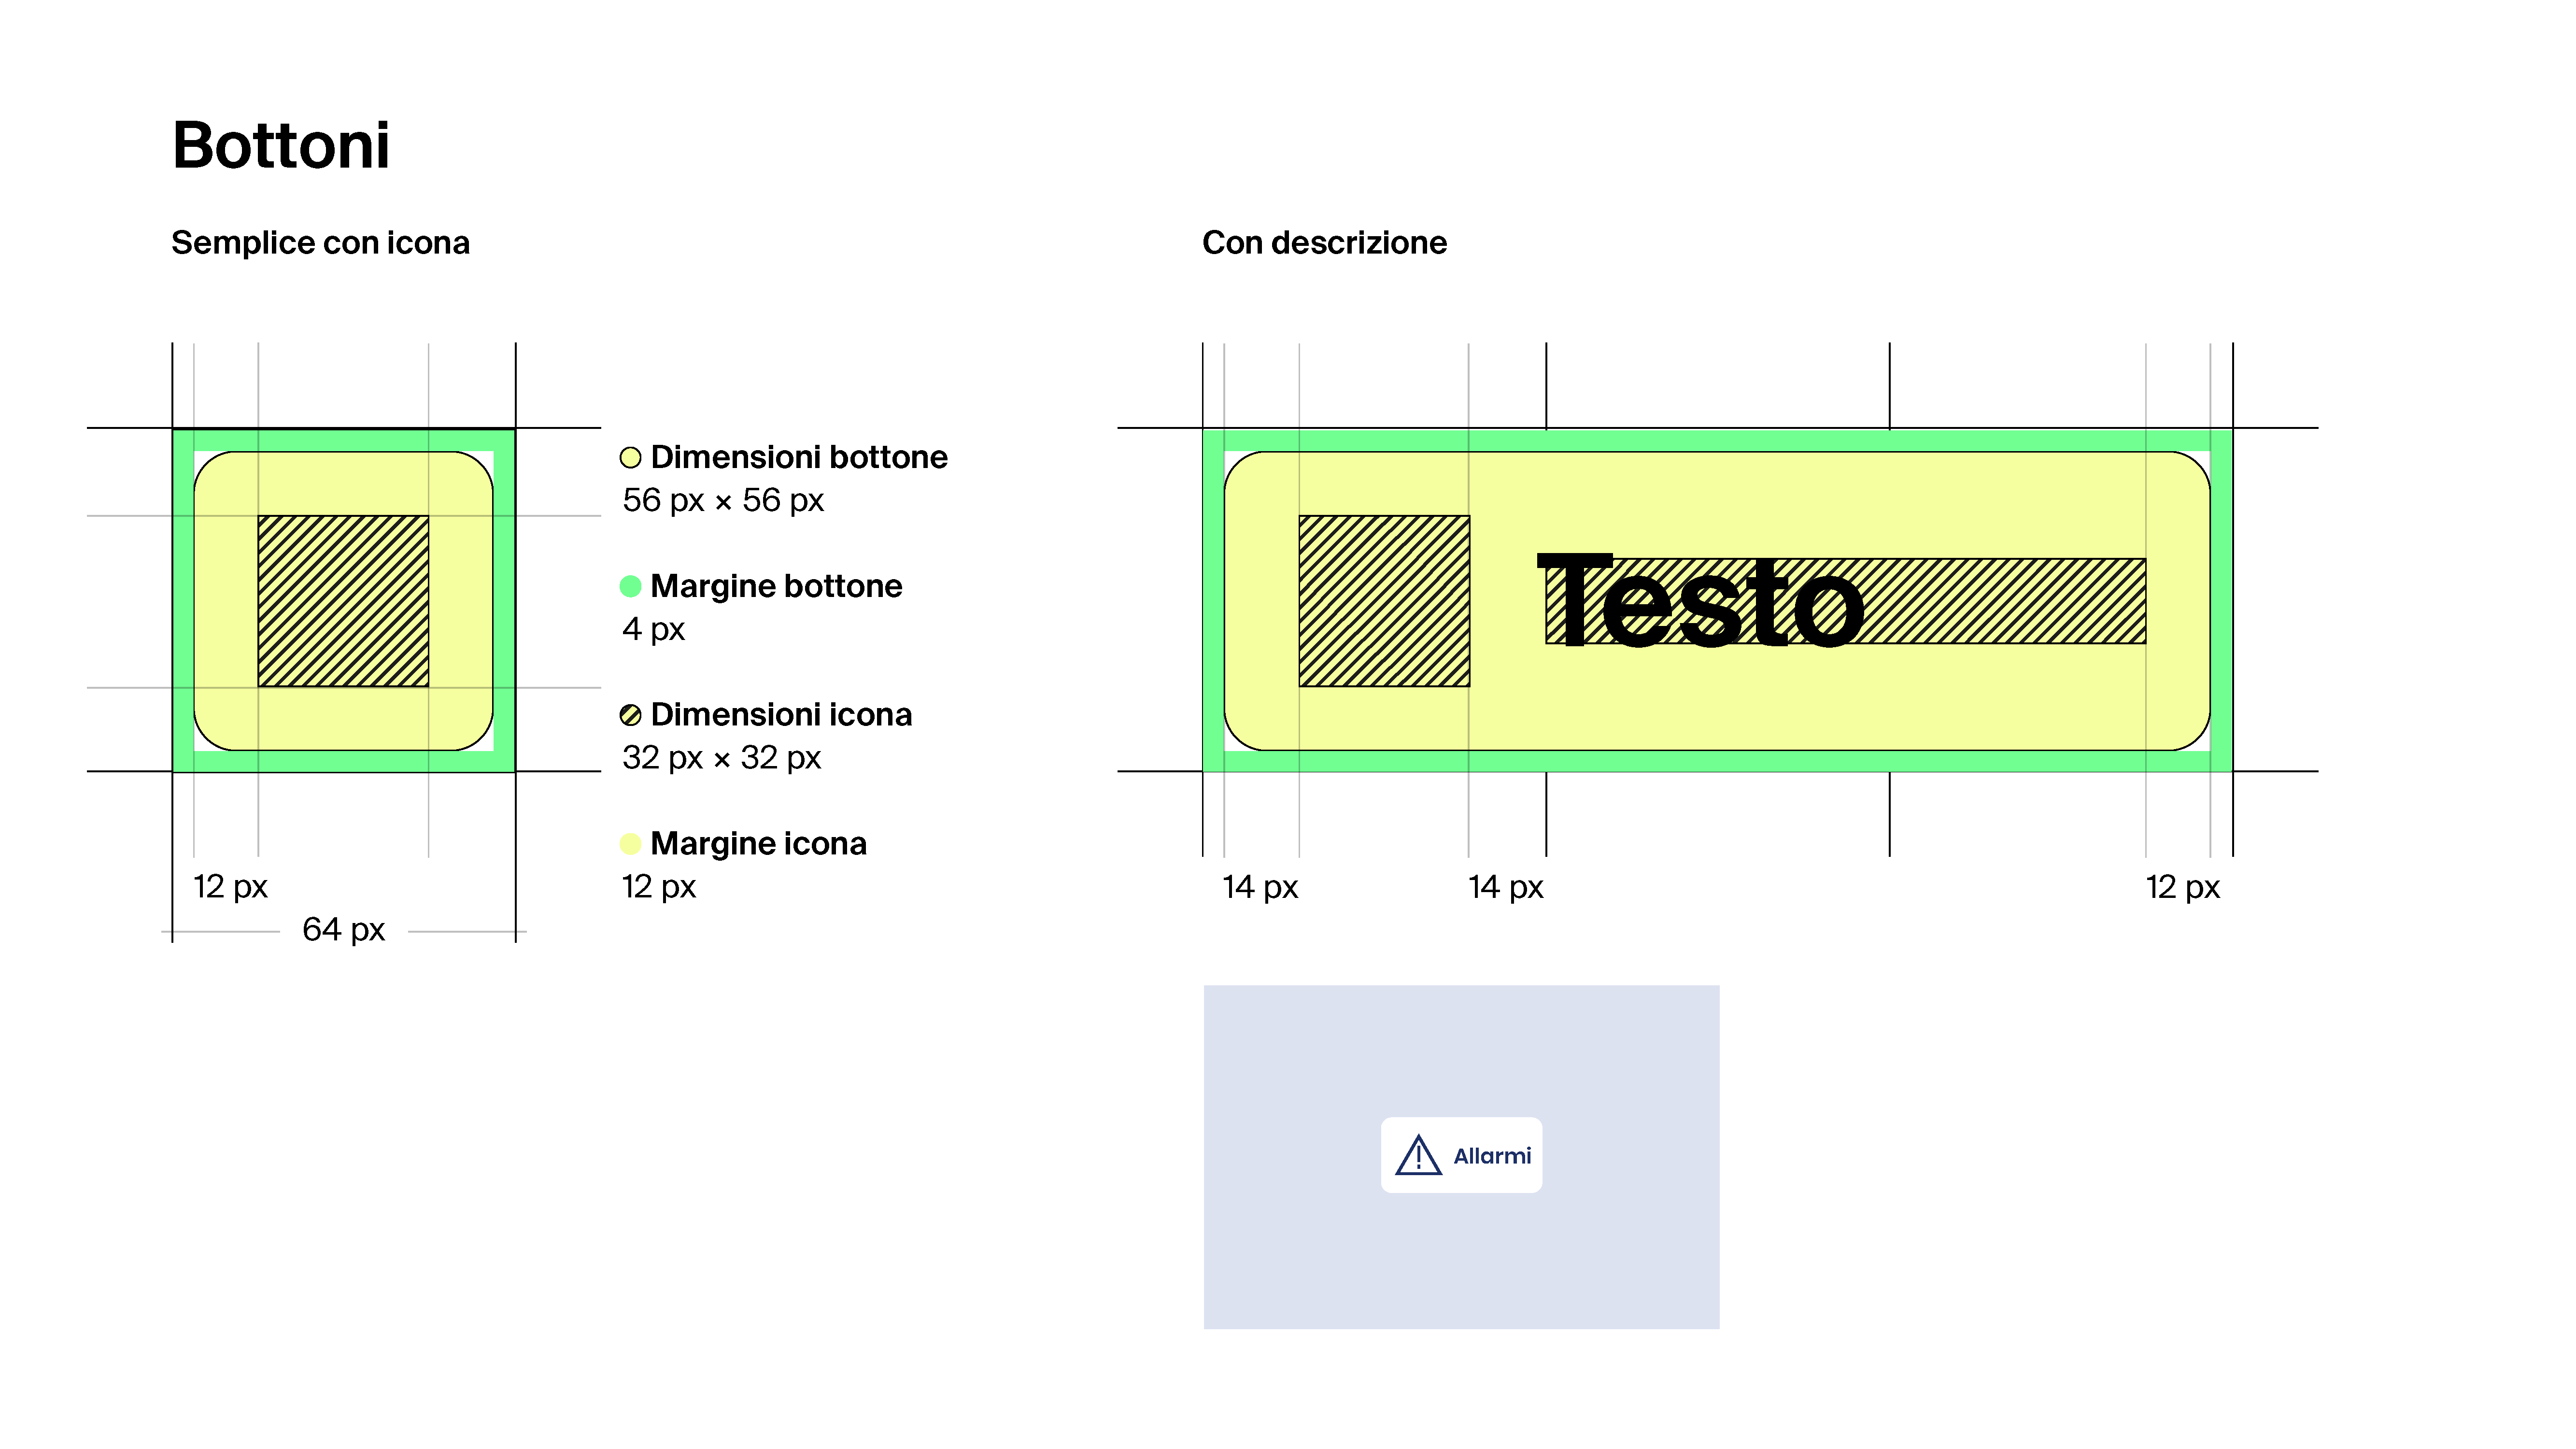 Bottoni
Semplice con icona
Dimensioni bottone
56 px × 56 px
Margine bottone
4 px
Dimensioni icona
32 px × 32 px
Margine icona
12 px
12 px
64 px
Con descrizione
Testo
14 px
14 px
12 px
Allarmi